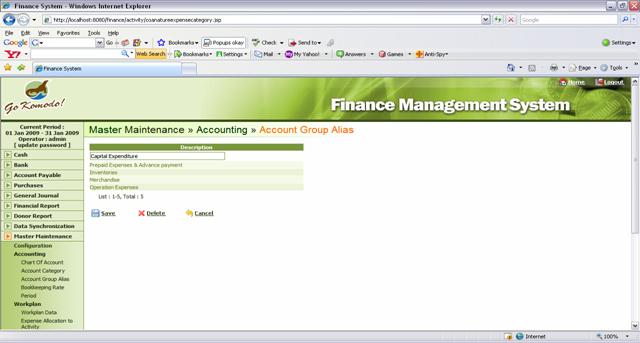 Finance System - Windows Internet Explorer
http://localhost:8080/finance/activity/coanatureexpensecategory.jsp
Google
File Edit View Favorites Tools Help
Google G Go Bookmarks Popups okay Check Send to Settings
Y! Web Search Bookmarks Settings Mail My Yahoo! Answers Games Anti-Spy
Finance System Page Tools
Home Logout
Go Komodo!
Finance Management System
Current Period :
01 Jan 2009 - 31 Jan 2009
Operator : admin
[ update password ]
Cash
Bank
Account Payable
Purchases
General Journal
Financial Report
Donor Report
Data Synchronization
Master Maintenance
Configuration
Accounting
Chart Of Account
Account Category
Account Group Alias
Bookkeeping Rate
Period
Workplan
Workplan Data
Expense Allocation to
Activity
Master Maintenance » Accounting » Account Group Alias
Description
Capital Expenditure
Prepaid Expenses & Advance payment
Inventories
Merchandise
Operation Expenses
List : 1-5, Total : 5
Save Delete Cancel
Internet 100%